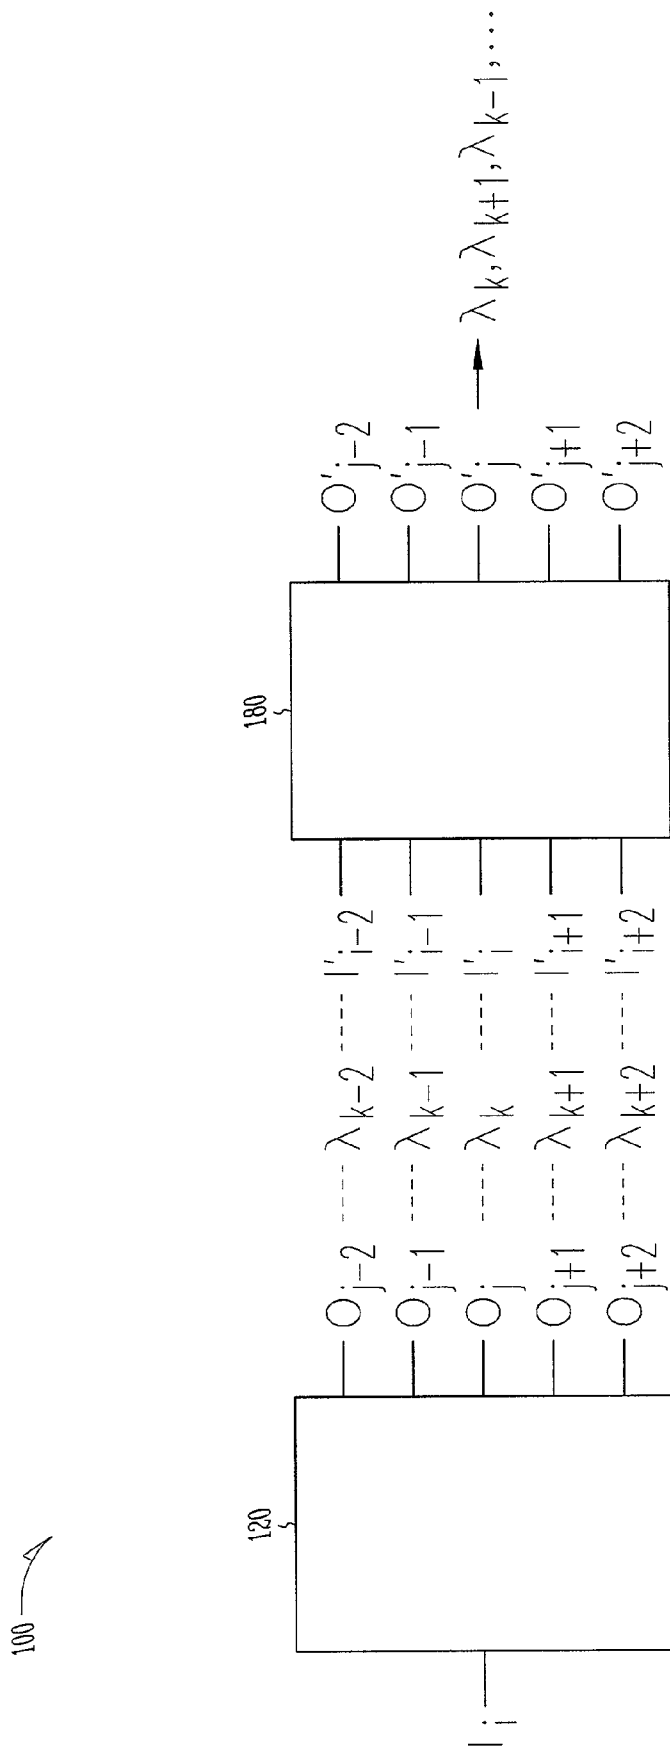 100
120
180
I_i
O_{j-2} ---- λ_{k-2} ---- I'_{i-2}
O_{j-1} ---- λ_{k-1} ---- I'_{i-1}
O_j ---- λ_k ---- I'_i
O_{j+1} ---- λ_{k+1} ---- I'_{i+1}
O_{j+2} ---- λ_{k+2} ---- I'_{i+2}
O'_{j-2}
O'_{j-1}
O'_j
O'_{j+1}
O'_{j+2}
λ_k, λ_{k+1}, λ_{k-1}, ...